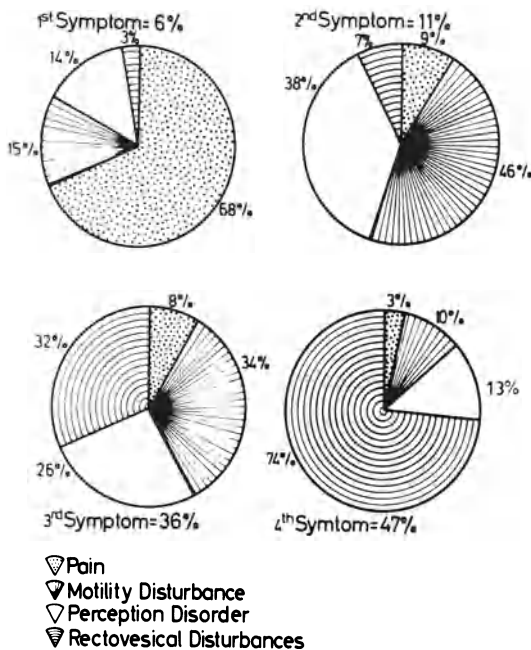 1st Symptom = 6%
3%
14%
15%
68%
2nd Symptom = 11%
7%
9%
38%
46%
8%
32%
34%
26%
3rd Symptom = 36%
3%
10%
13%
74%
4th Symtom = 47%
Pain
Motility Disturbance
Perception Disorder
Rectovesical Disturbances